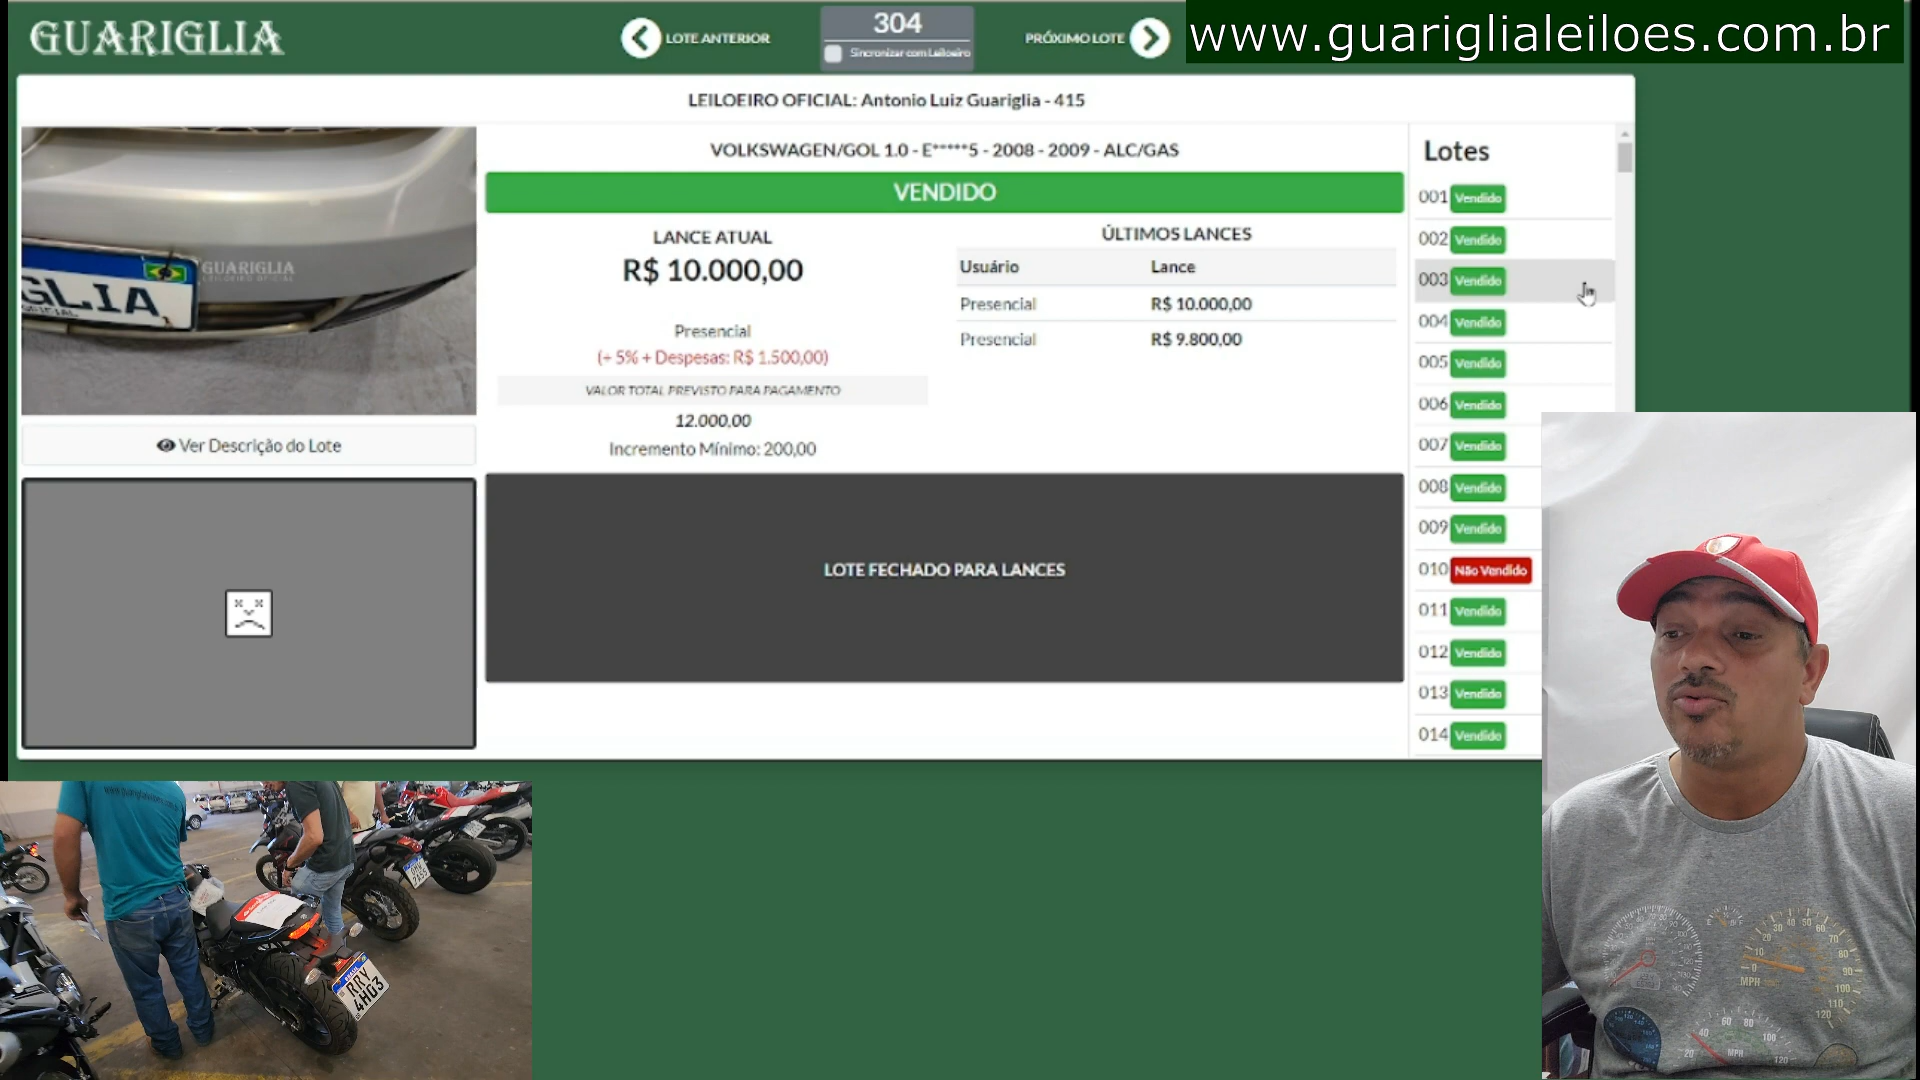 GUARIGLIA
LOTE ANTERIOR
304
Sincronizar com Leiloeiro
PRÓXIMO LOTE
www.guariglialeiloes.com.br
LEILOEIRO OFICIAL: Antonio Luiz Guariglia - 415
VOLKSWAGEN/GOL 1.0 - E*****5 - 2008 - 2009 - ALC/GAS
VENDIDO
LANCE ATUAL
R$ 10.000,00
Presencial
(+ 5% + Despesas: R$ 1.500,00)
VALOR TOTAL PREVISTO PARA PAGAMENTO
12.000,00
Incremento Mínimo: 200,00
ÚLTIMOS LANCES
Usuário Lance
Presencial R$ 10.000,00
Presencial R$ 9.800,00
LOTE FECHADO PARA LANCES
GUARIGLIA
LEILOEIRO OFICIAL
GLIA
OFICIAL
Ver Descrição do Lote
Lotes
001 Vendido
002 Vendido
003 Vendido
004 Vendido
005 Vendido
006 Vendido
007 Vendido
008 Vendido
009 Vendido
010 Não Vendido
011 Vendido
012 Vendido
013 Vendido
014 Vendido
RRY
4H03
MPH
MPH